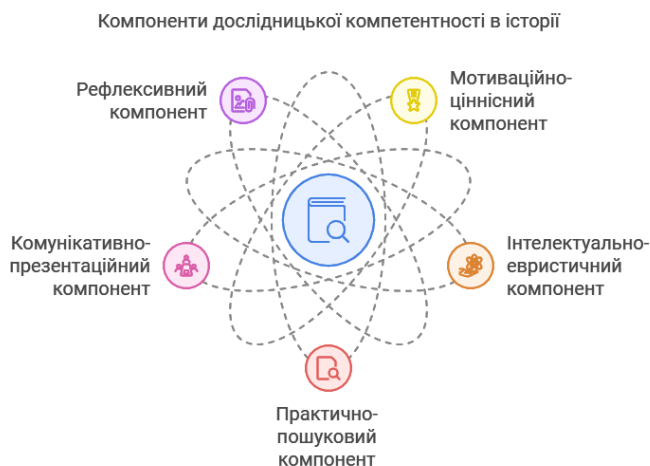 Компоненти дослідницької компетентності в історії
Рефлексивний
компонент
Мотиваційно-
ціннісний
компонент
Комунікативно-
презентаційний
компонент
Інтелектуально-
евристичний
компонент
Практично-
пошуковий
компонент